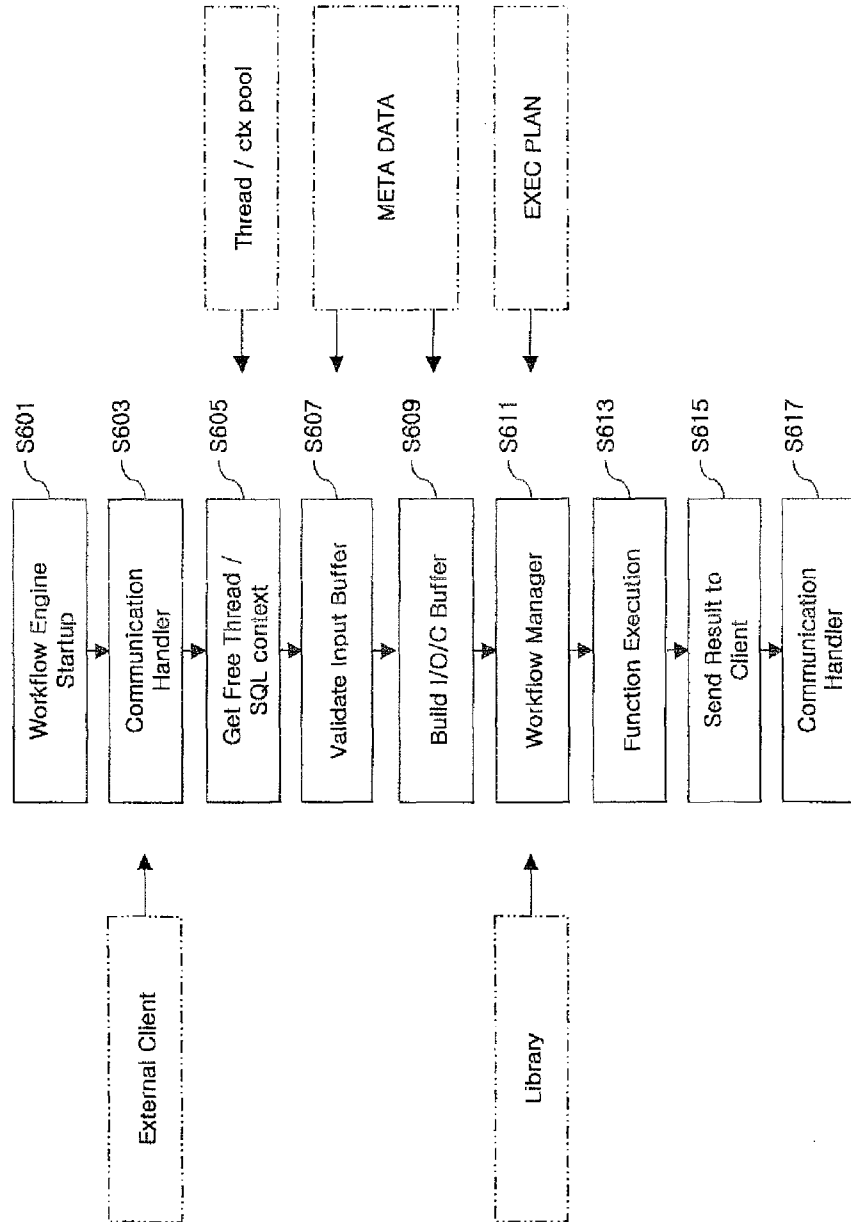 Workflow Engine
Startup
S601
External Client
Communication
Handler
S603
Get Free Thread /
SQL context
S605
Thread / ctx pool
Validate Input Buffer
S607
META DATA
Build I/O/C Buffer
S609
Library
Workflow Manager
S611
EXEC PLAN
Function Execution
S613
Send Result to
Client
S615
Communication
Handler
S617